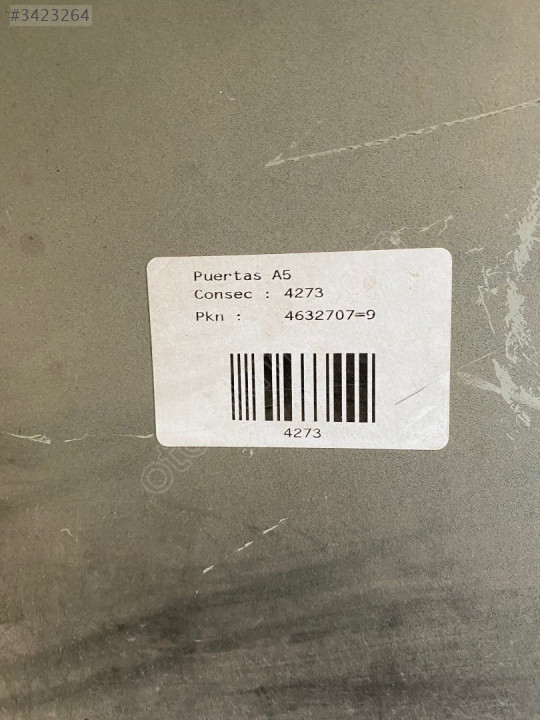 #3423264
Puertas A5
Consec : 4273
Pkn : 4632707=9
4273